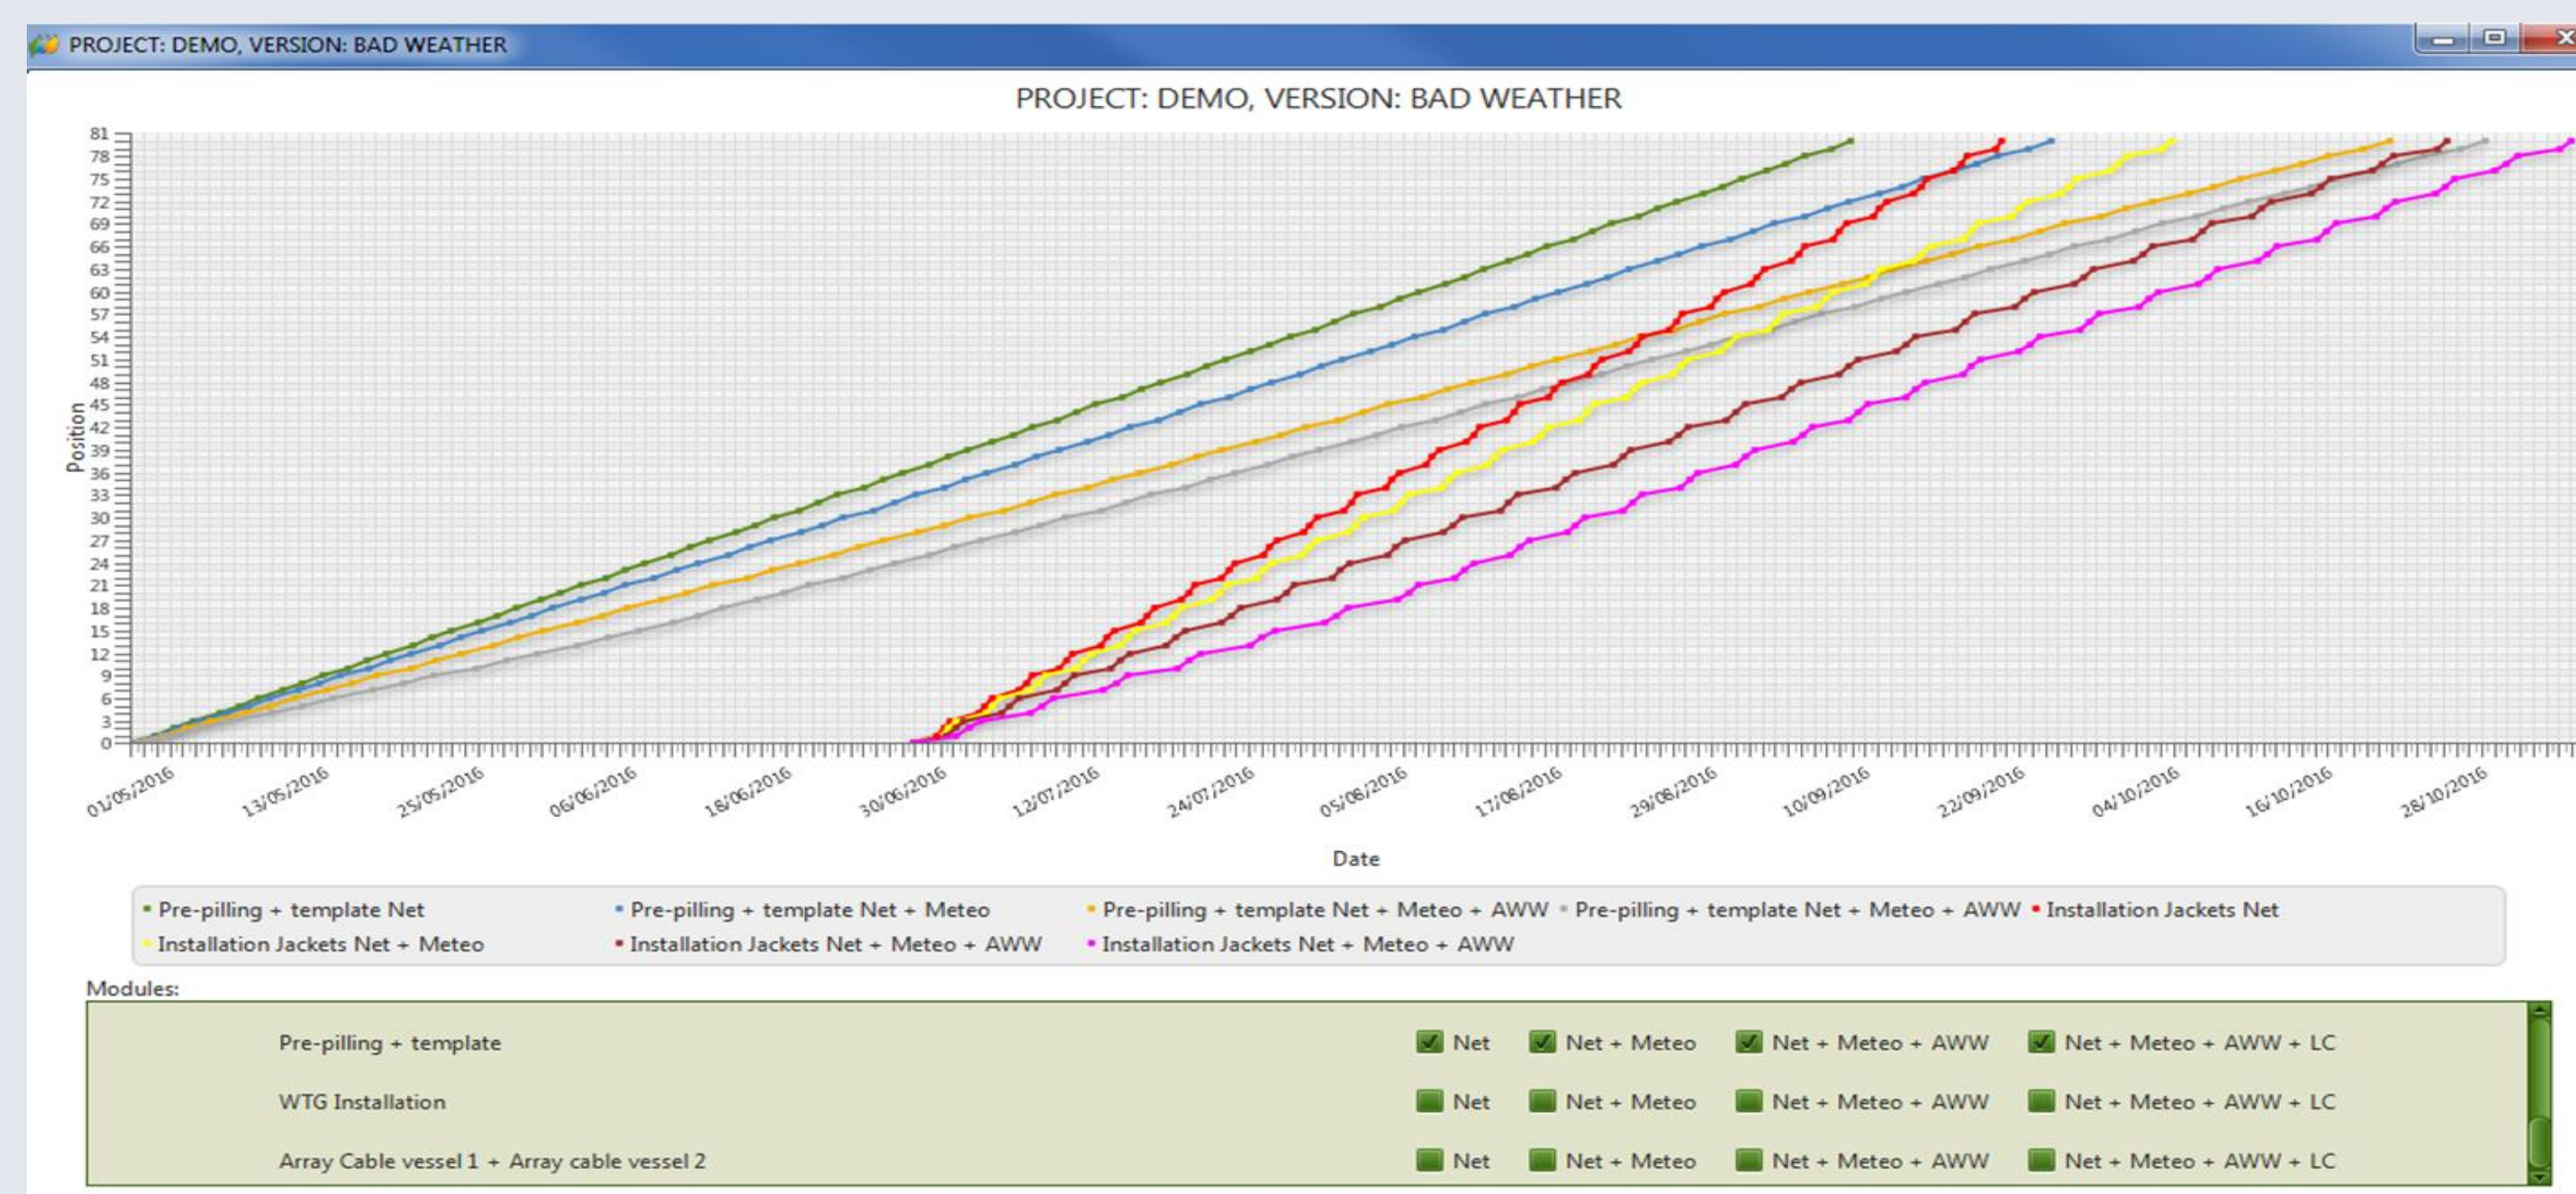 PROJECT: DEMO, VERSION: BAD WEATHER
PROJECT: DEMO, VERSION: BAD WEATHER
81
78
75
72
69
66
63
60
57
54
51
48
45
42
39
36
33
30
27
24
21
18
15
12
9
6
3
0
Position
01/05/2016 13/05/2016 25/05/2016 06/06/2016 18/06/2016 30/06/2016 12/07/2016 24/07/2016 05/08/2016 17/08/2016 29/08/2016 10/09/2016 22/09/2016 04/10/2016 16/10/2016 28/10/2016
Date
Pre-pilling + template Net Pre-pilling + template Net + Meteo Pre-pilling + template Net + Meteo + AWW Pre-pilling + template Net + Meteo + AWW Installation Jackets Net
Installation Jackets Net + Meteo Installation Jackets Net + Meteo + AWW Installation Jackets Net + Meteo + AWW
Modules:
Pre-pilling + template Net Net + Meteo Net + Meteo + AWW Net + Meteo + AWW + LC
WTG Installation Net Net + Meteo Net + Meteo + AWW Net + Meteo + AWW + LC
Array Cable vessel 1 + Array cable vessel 2 Net Net + Meteo Net + Meteo + AWW Net + Meteo + AWW + LC